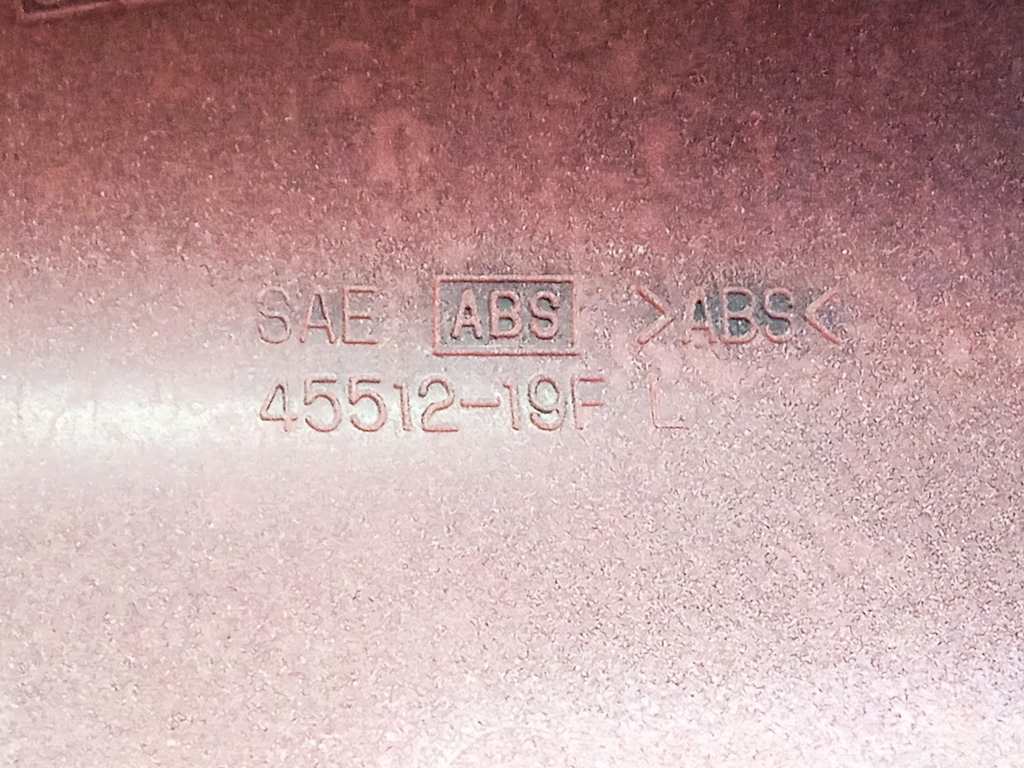 SAE ABS >ABS<
45512-19F L